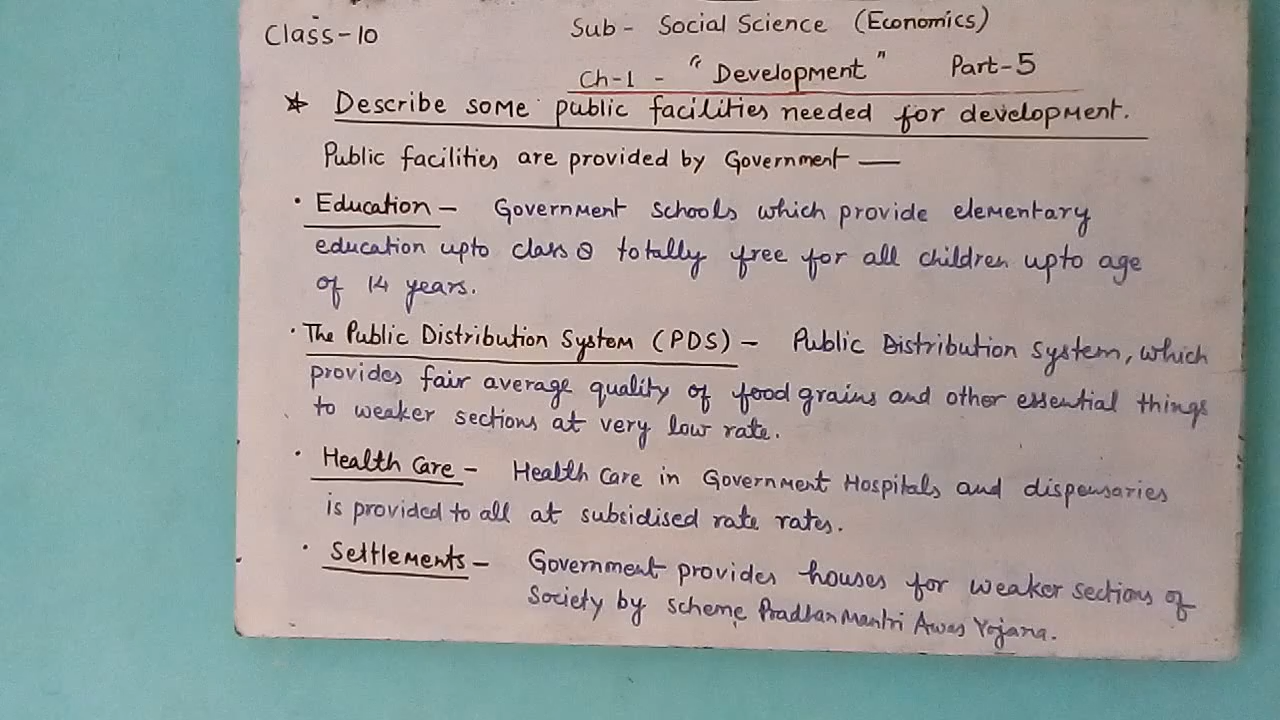 Class-10
Sub- Social Science (Economics)
Ch-1 - "Development" Part-5
* Describe some public facilities needed for development.
Public facilities are provided by Government —
• Education - Government schools which provide elementary
education upto class 8 totally free for all children upto age
of 14 years.
• The Public Distribution System (PDS) - Public Distribution System, which
provides fair average quality of food grains and other essential things
to weaker sections at very low rate.
• Health Care - Health Care in Government Hospitals and dispensaries
is provided to all at subsidised rate rates.
• Settlements - Government provides houses for weaker sections of
Society by scheme Pradhan Mantri Awas Yojana.